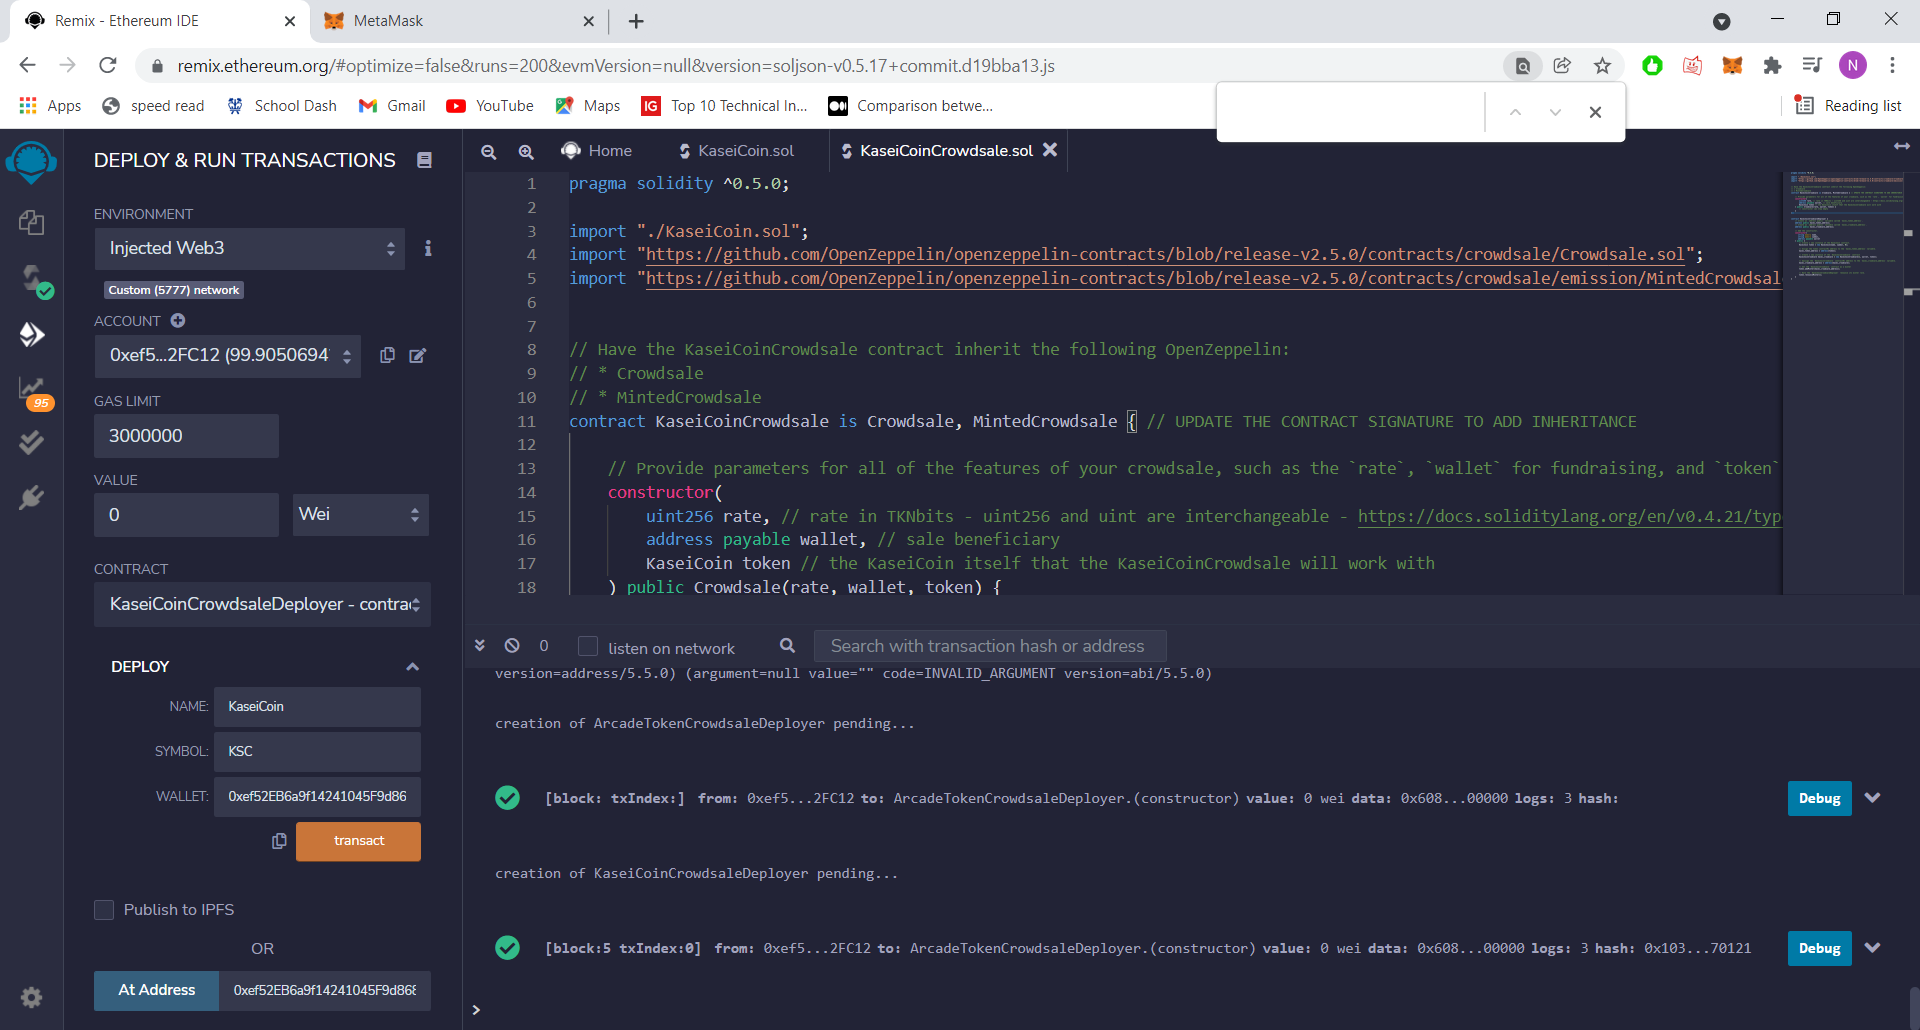 Remix - Ethereum IDE
MetaMask
remix.ethereum.org/#optimize=false&runs=200&evmVersion=null&version=soljson-v0.5.17+commit.d19bba13.js
N
Apps
speed read
School Dash
Gmail
YouTube
IG Top 10 Technical In...
Maps
Comparison betwe...
Reading list
DEPLOY & RUN TRANSACTIONS
ENVIRONMENT
Injected Web3
i
Custom (5777) network
ACCOUNT
0xef5...2FC12 (99.9050694
95
GAS LIMIT
3000000
VALUE
0
Wei
CONTRACT
KaseiCoinCrowdsaleDeployer - contrac
DEPLOY
NAME: KaseiCoin
SYMBOL: KSC
WALLET: 0xef52EB6a9f14241045F9d86
transact
Publish to IPFS
OR
At Address 0xef52EB6a9f14241045F9d868
Home
KaseiCoin.sol
KaseiCoinCrowdsale.sol
1 pragma solidity ^0.5.0;
2
3 import "./KaseiCoin.sol";
4 import "https://github.com/OpenZeppelin/openzeppelin-contracts/blob/release-v2.5.0/contracts/crowdsale/Crowdsale.sol";
5 import "https://github.com/OpenZeppelin/openzeppelin-contracts/blob/release-v2.5.0/contracts/crowdsale/emission/MintedCrowdsal
6
7
8 // Have the KaseiCoinCrowdsale contract inherit the following OpenZeppelin:
9 // * Crowdsale
10 // * MintedCrowdsale
11 contract KaseiCoinCrowdsale is Crowdsale, MintedCrowdsale { // UPDATE THE CONTRACT SIGNATURE TO ADD INHERITANCE
12
13 // Provide parameters for all of the features of your crowdsale, such as the `rate`, `wallet` for fundraising, and `token`
14 constructor(
15 uint256 rate, // rate in TKNbits - uint256 and uint are interchangeable - https://docs.soliditylang.org/en/v0.4.21/typ
16 address payable wallet, // sale beneficiary
17 KaseiCoin token // the KaseiCoin itself that the KaseiCoinCrowdsale will work with
18 ) public Crowdsale(rate, wallet, token) {
0
listen on network
Search with transaction hash or address
version=address/5.5.0) (argument=null value="" code=INVALID_ARGUMENT version=abi/5.5.0)
creation of ArcadeTokenCrowdsaleDeployer pending...
[block: txIndex:] from: 0xef5...2FC12 to: ArcadeTokenCrowdsaleDeployer.(constructor) value: 0 wei data: 0x608...00000 logs: 3 hash:
Debug
creation of KaseiCoinCrowdsaleDeployer pending...
[block:5 txIndex:0] from: 0xef5...2FC12 to: ArcadeTokenCrowdsaleDeployer.(constructor) value: 0 wei data: 0x608...00000 logs: 3 hash: 0x103...70121
Debug
>